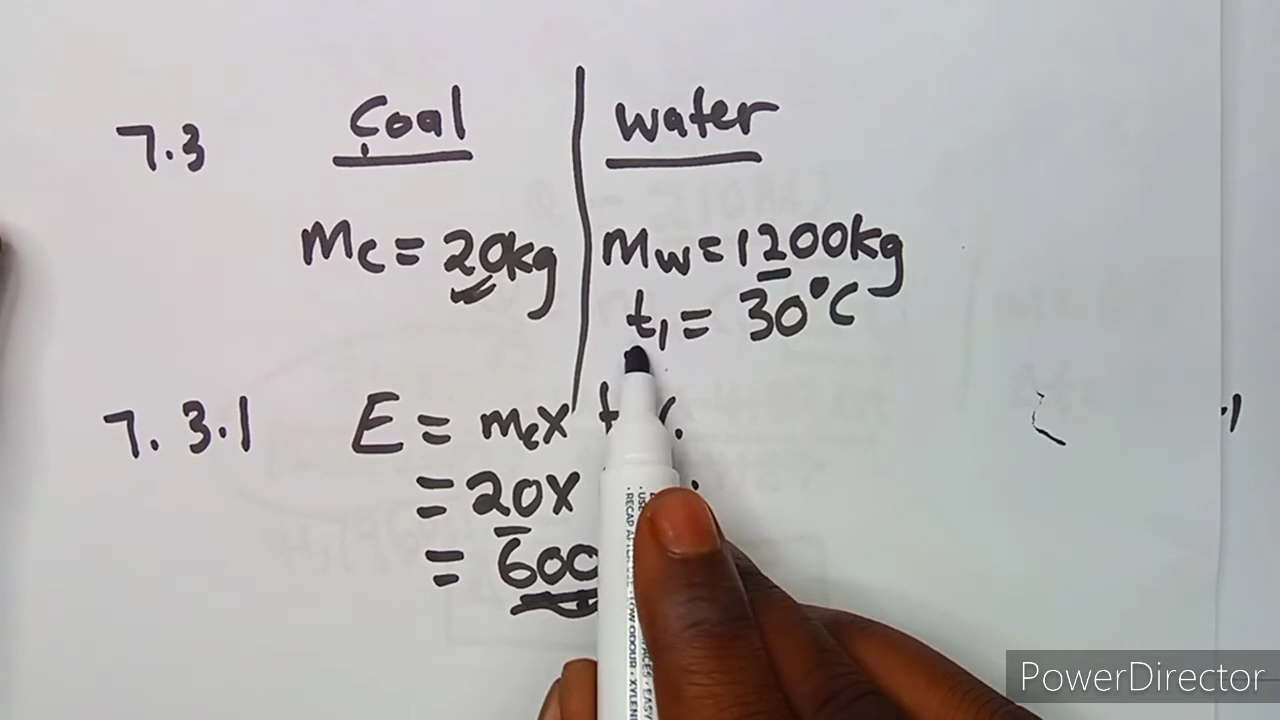 7.3 Coal water
mc = 20kg mw = 1200kg
t1 = 30°C
7.3.1 E = mc x
= 20 x
= 600
PowerDirector